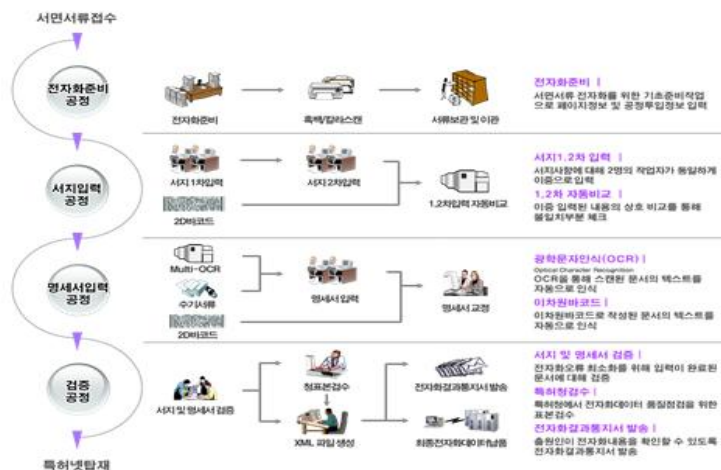 서면서류접수
전자화준비
공정
전자화준비
흑백/칼라스캔
서류보관 및 이관
전자화준비 |
서면서류 전자화를 위한 기초준비작업
으로 페이지정보 및 공정투입정보 입력
서지입력
공정
서지 1차입력
서지 2차입력
2D바코드
1,2차입력 자동비교
서지1,2차 입력 |
서지사항에 대해 2명의 작업자가 동일하게
이중으로 입력
1,2차 자동비교 |
이중 입력된 내용의 상호 비교를 통해
불일치부분 체크
명세서입력
공정
Multi-OCR
수기서류
2D바코드
명세서 입력
명세서 교정
광학문자인식(OCR) |
Optical Character Recognition
OCR을 통해 스캔된 문서의 텍스트를
자동으로 인식
이차원바코드 |
이차원바코드로 작성된 문서의 텍스트를
자동으로 인식
검증
공정
서지 및 명세서 검증
청표본검수
XML 파일 생성
전자화결과통지서 발송
최종전자화데이터납품
서지 및 명세서 검증 |
전자화오류 최소화를 위해 입력이 완료된
문서에 대해 검증
특허청검수 |
특허청에서 전자화데이터 품질점검을 위한
표본검수
전자화결과통지서 발송 |
출원인이 전자화내용을 확인할 수 있도록
전자화결과통지서 발송
특허넷탑재